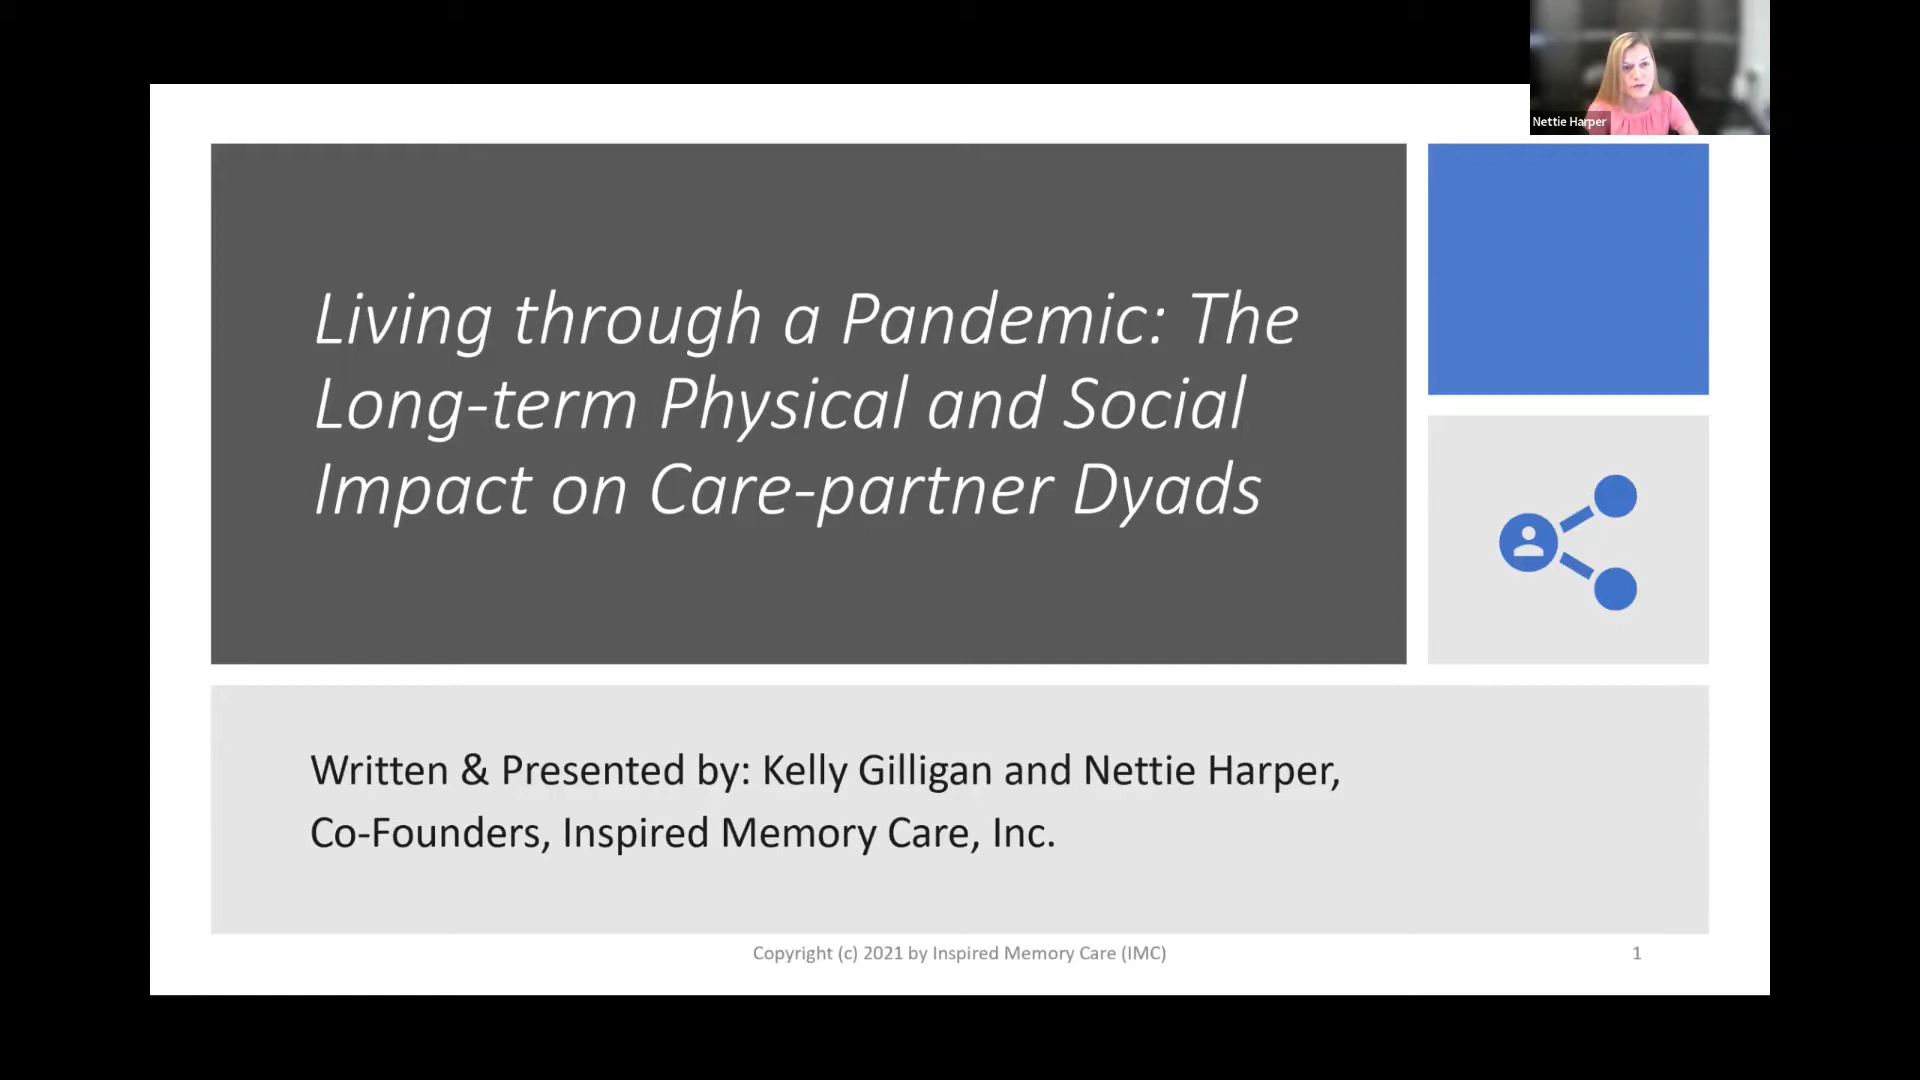 Nettie Harper
Living through a Pandemic: The
Long-term Physical and Social
Impact on Care-partner Dyads
Written & Presented by: Kelly Gilligan and Nettie Harper,
Co-Founders, Inspired Memory Care, Inc.
Copyright (c) 2021 by Inspired Memory Care (IMC)
1